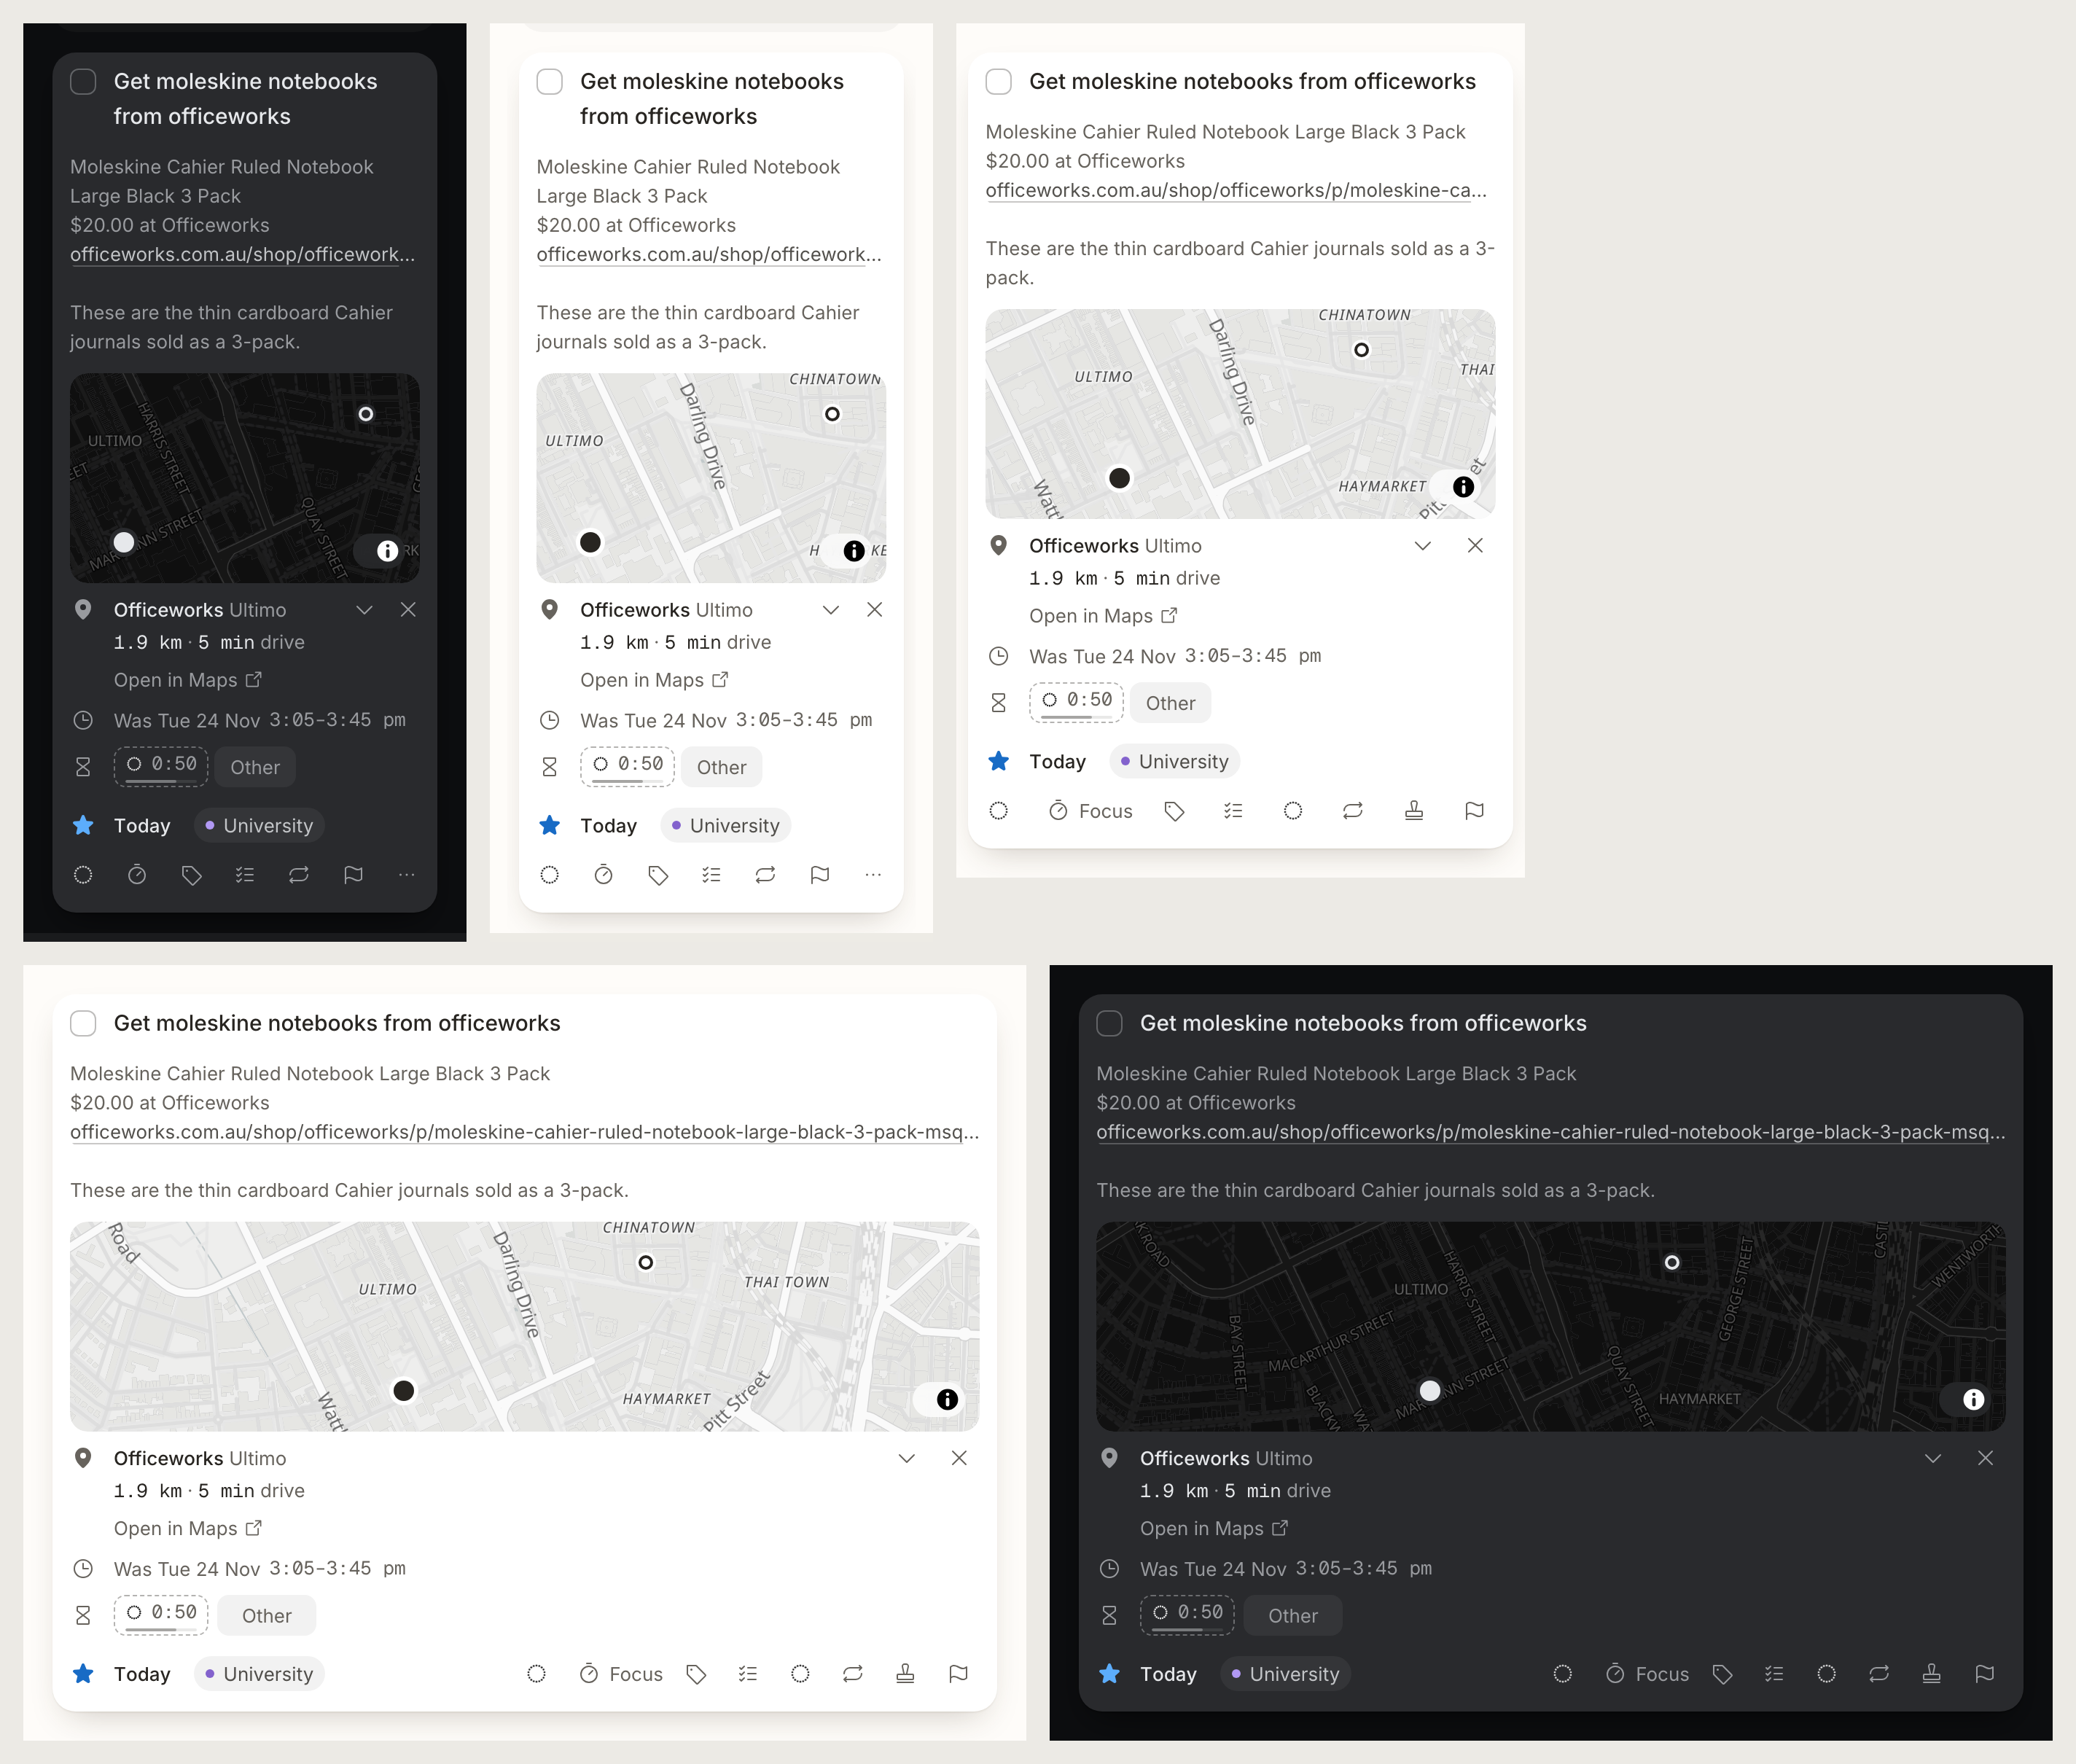 Get moleskine notebooks
from officeworks
Moleskine Cahier Ruled Notebook
Large Black 3 Pack
$20.00 at Officeworks
officeworks.com.au/shop/officework...
These are the thin cardboard Cahier
journals sold as a 3-pack.
HARRIS STREET
ULTIMO
QUAY STREET
Officeworks Ultimo
1.9 km · 5 min drive
Open in Maps
Was Tue 24 Nov 3:05–3:45 pm
0:50 Other
Today University
Get moleskine notebooks
from officeworks
Moleskine Cahier Ruled Notebook
Large Black 3 Pack
$20.00 at Officeworks
officeworks.com.au/shop/officework...
These are the thin cardboard Cahier
journals sold as a 3-pack.
CHINATOWN
Darling Drive
ULTIMO
Officeworks Ultimo
1.9 km · 5 min drive
Open in Maps
Was Tue 24 Nov 3:05–3:45 pm
0:50 Other
Today University
Get moleskine notebooks from officeworks
Moleskine Cahier Ruled Notebook Large Black 3 Pack
$20.00 at Officeworks
officeworks.com.au/shop/officeworks/p/moleskine-ca...
These are the thin cardboard Cahier journals sold as a 3-
pack.
CHINATOWN
Darling Drive
THAI
ULTIMO
HAYMARKET
Officeworks Ultimo
1.9 km · 5 min drive
Open in Maps
Was Tue 24 Nov 3:05–3:45 pm
0:50 Other
Today University
Focus
Get moleskine notebooks from officeworks
Moleskine Cahier Ruled Notebook Large Black 3 Pack
$20.00 at Officeworks
officeworks.com.au/shop/officeworks/p/moleskine-cahier-ruled-notebook-large-black-3-pack-msq...
These are the thin cardboard Cahier journals sold as a 3-pack.
Road
CHINATOWN
Darling Drive
THAI TOWN
ULTIMO
HAYMARKET
Pitt Street
Officeworks Ultimo
1.9 km · 5 min drive
Open in Maps
Was Tue 24 Nov 3:05–3:45 pm
0:50 Other
Today University Focus
Get moleskine notebooks from officeworks
Moleskine Cahier Ruled Notebook Large Black 3 Pack
$20.00 at Officeworks
officeworks.com.au/shop/officeworks/p/moleskine-cahier-ruled-notebook-large-black-3-pack-msq...
These are the thin cardboard Cahier journals sold as a 3-pack.
ROAD
HARRIS STREET
GEORGE STREET
ULTIMO
BAY STREET
MACARTHUR STREET
QUAY STREET
HAYMARKET
Officeworks Ultimo
1.9 km · 5 min drive
Open in Maps
Was Tue 24 Nov 3:05–3:45 pm
0:50 Other
Today University Focus